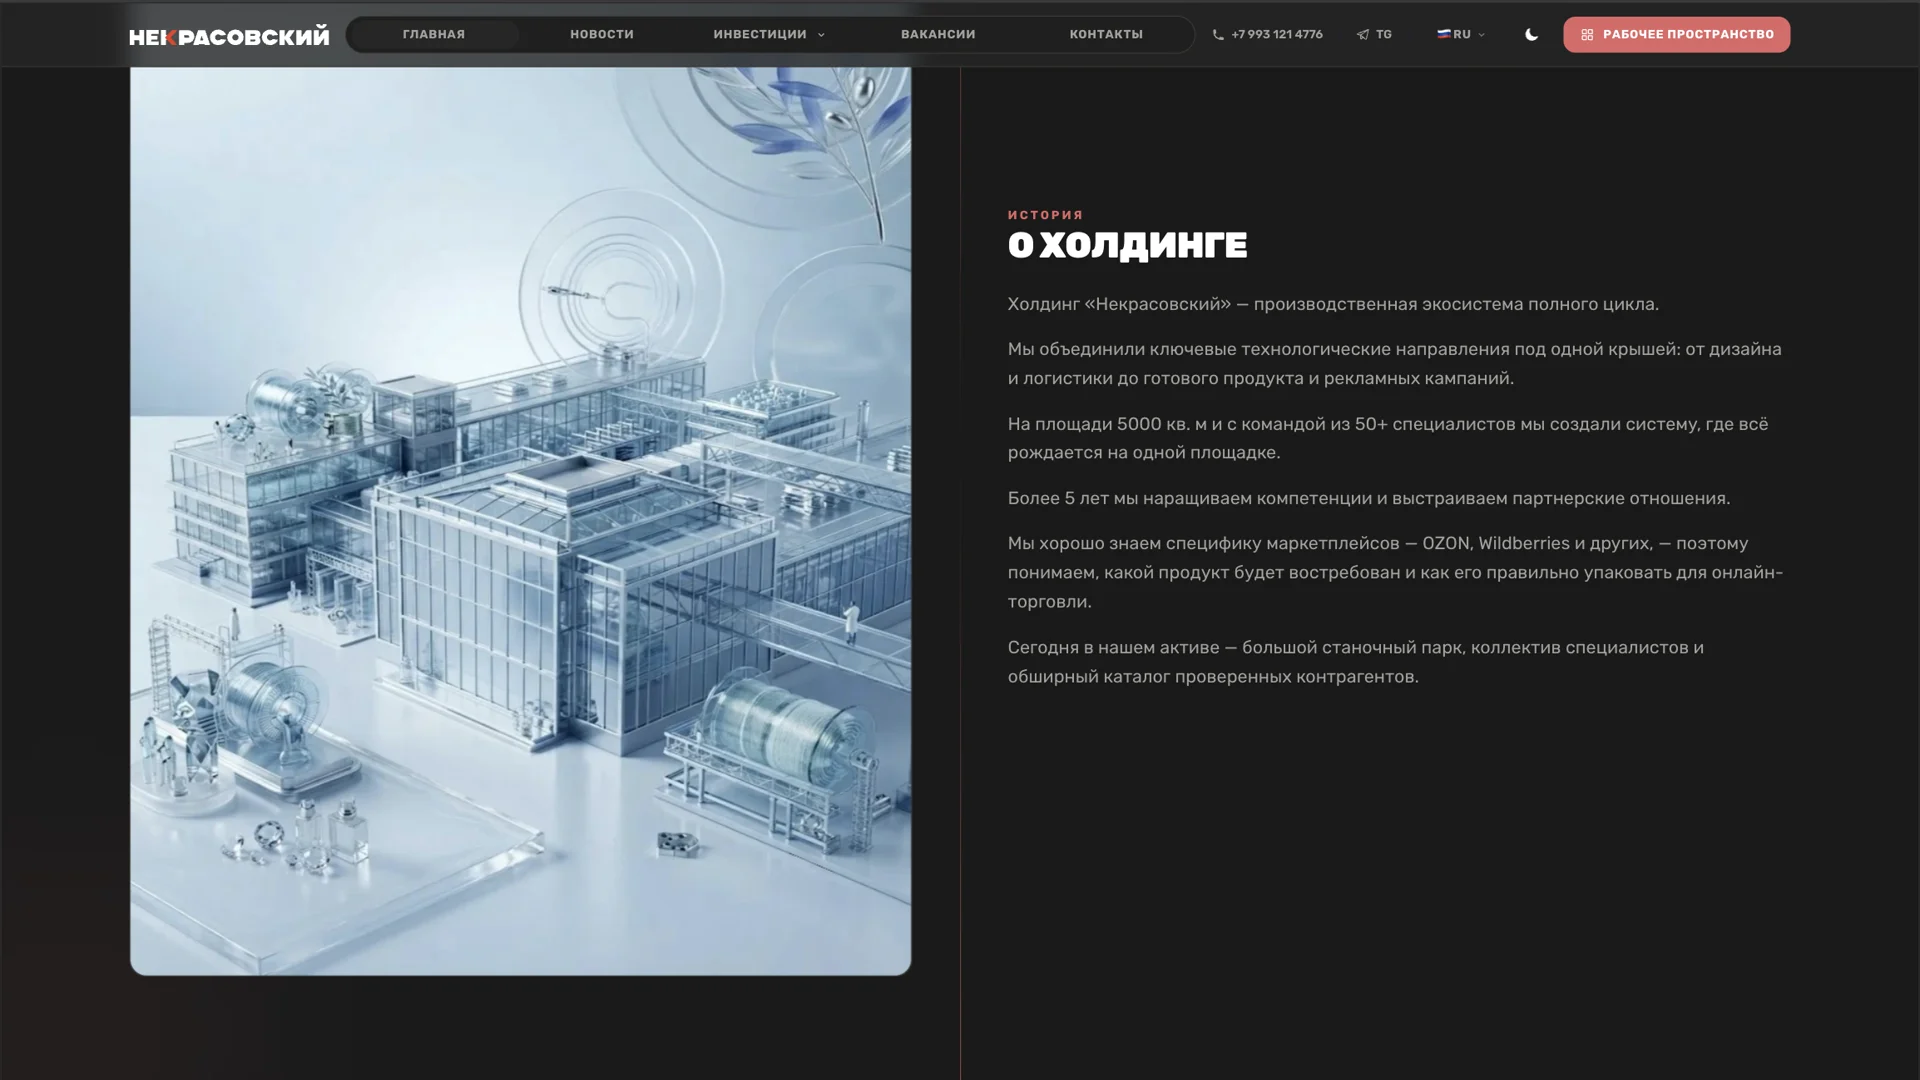 НЕКРАСОВСКИЙ
ГЛАВНАЯ
НОВОСТИ
ИНВЕСТИЦИИ
ВАКАНСИИ
КОНТАКТЫ
+7 993 121 4776
TG
RU
РАБОЧЕЕ ПРОСТРАНСТВО
ИСТОРИЯ
О ХОЛДИНГЕ
Холдинг «Некрасовский» — производственная экосистема полного цикла.
Мы объединили ключевые технологические направления под одной крышей: от дизайна
и логистики до готового продукта и рекламных кампаний.
На площади 5000 кв. м и с командой из 50+ специалистов мы создали систему, где всё
рождается на одной площадке.
Более 5 лет мы наращиваем компетенции и выстраиваем партнерские отношения.
Мы хорошо знаем специфику маркетплейсов — OZON, Wildberries и других, — поэтому
понимаем, какой продукт будет востребован и как его правильно упаковать для онлайн-
торговли.
Сегодня в нашем активе — большой станочный парк, коллектив специалистов и
обширный каталог проверенных контрагентов.